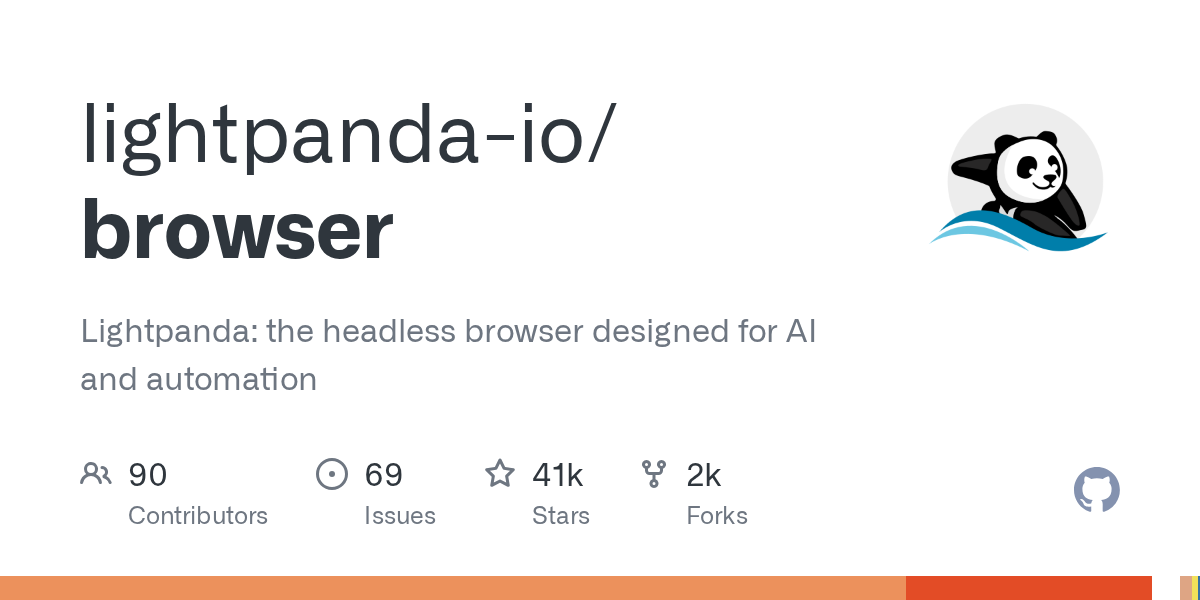 lightpanda-io/
browser
Lightpanda: the headless browser designed for AI
and automation
90
Contributors
69
Issues
41k
Stars
2k
Forks